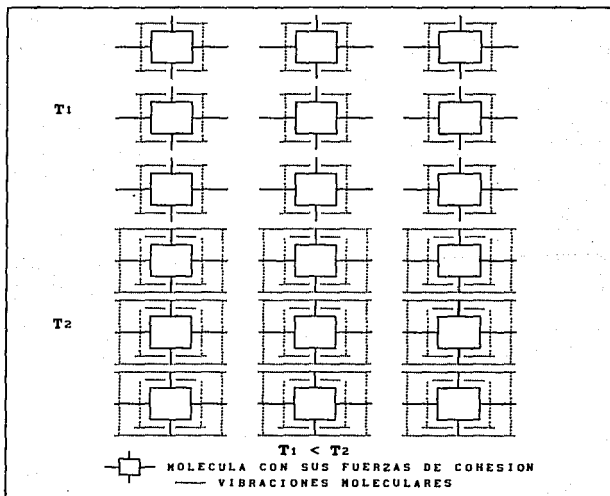 T1
T2
T1 < T2
MOLECULA CON SUS FUERZAS DE COHESION
VIBRACIONES MOLECULARES